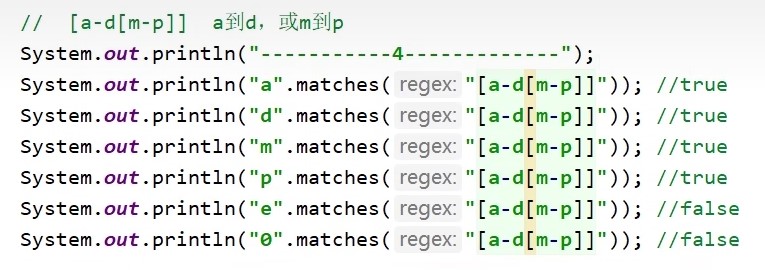 //  [a-d[m-p]]  a到d，或m到p
System.out.println("-----------4-------------");
System.out.println("a".matches( regex: "[a-d[m-p]]")); //true
System.out.println("d".matches( regex: "[a-d[m-p]]")); //true
System.out.println("m".matches( regex: "[a-d[m-p]]")); //true
System.out.println("p".matches( regex: "[a-d[m-p]]")); //true
System.out.println("e".matches( regex: "[a-d[m-p]]")); //false
System.out.println("0".matches( regex: "[a-d[m-p]]")); //false